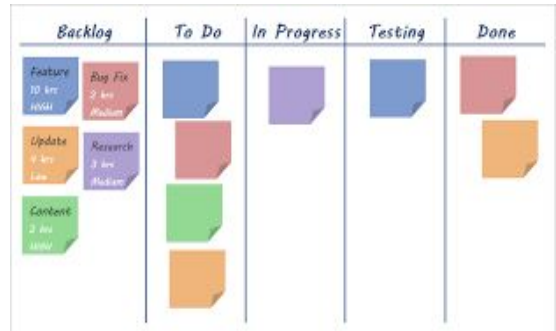 Backlog
To Do
In Progress
Testing
Done
Feature
10 hrs
HIGH
Bug Fix
2 hrs
Medium
Update
4 hrs
Low
Research
3 hrs
Medium
Content
2 hrs
HIGH